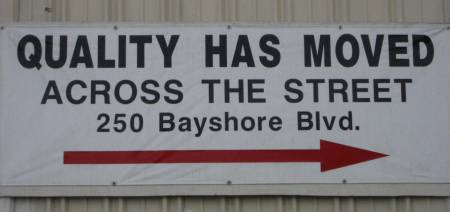 QUALITY HAS MOVED
ACROSS THE STREET
250 Bayshore Blvd.